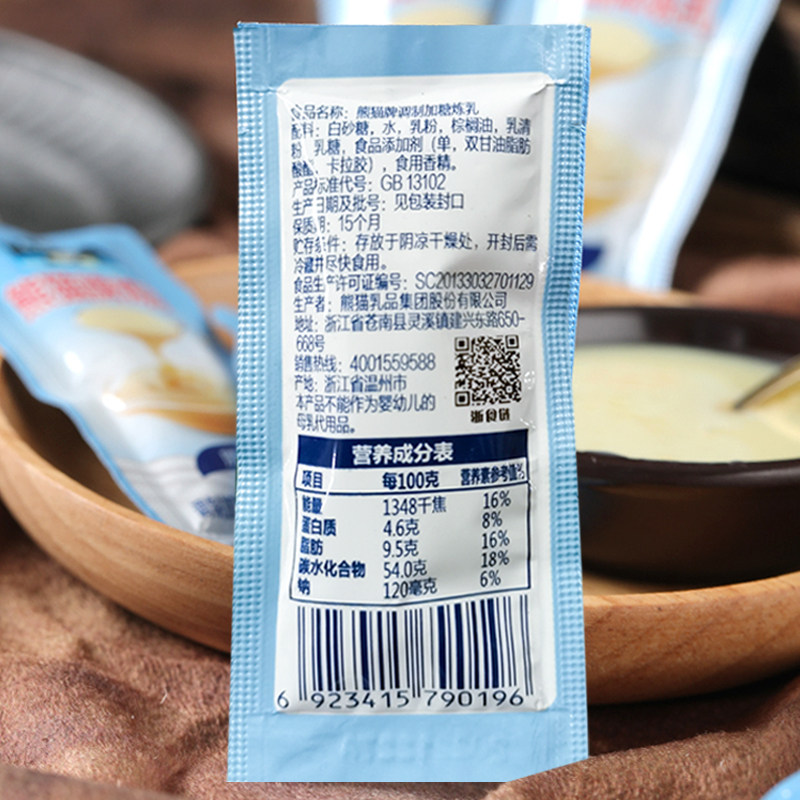 食品名称：熊猫牌调制加糖炼乳
配料：白砂糖，水，乳粉，棕榈油，乳清
粉，乳糖，食品添加剂（单，双甘油脂肪
酸酯，卡拉胶），食用香精。
产品标准代号：GB 13102
生产日期及批号：见包装封口
保质期：15个月
贮存条件：存放于阴凉干燥处，开封后需
冷藏并尽快食用。
食品生产许可证编号：SC20133032701129
生产者：熊猫乳品集团股份有限公司
地址：浙江省苍南县灵溪镇建兴东路650-
668号
销售热线：4001559588
产地：浙江省温州市
本产品不能作为婴幼儿的
母乳代用品。
浙食链
营养成分表
项目 每100克 营养素参考值%
能量 1348千焦 16%
蛋白质 4.6克 8%
脂肪 9.5克 16%
碳水化合物 54.0克 18%
钠 120毫克 6%
6 923415 790196